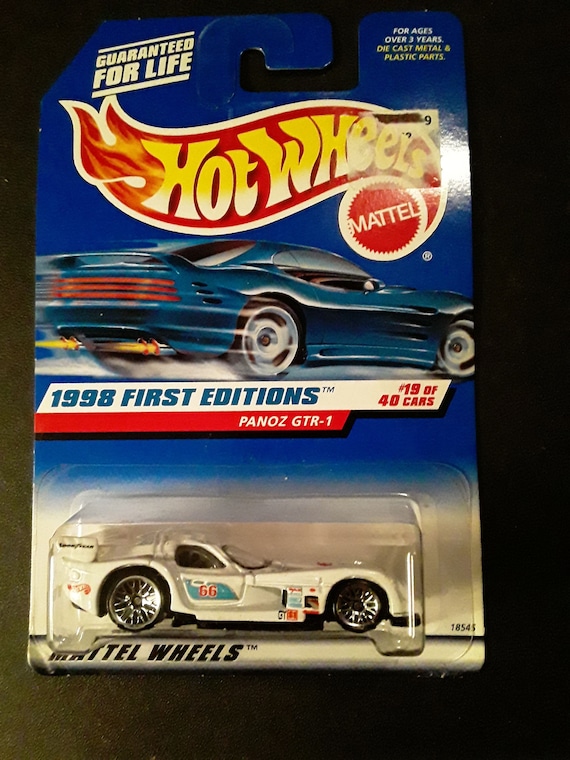 GUARANTEED
FOR LIFE
FOR AGES
OVER 3 YEARS.
DIE CAST METAL &
PLASTIC PARTS.
9
HOT WHEELS
MATTEL
®
1998 FIRST EDITIONS™
#19 OF
40 CARS
PANOZ GTR-1
GOODYEAR
66
18545
MATTEL WHEELS™